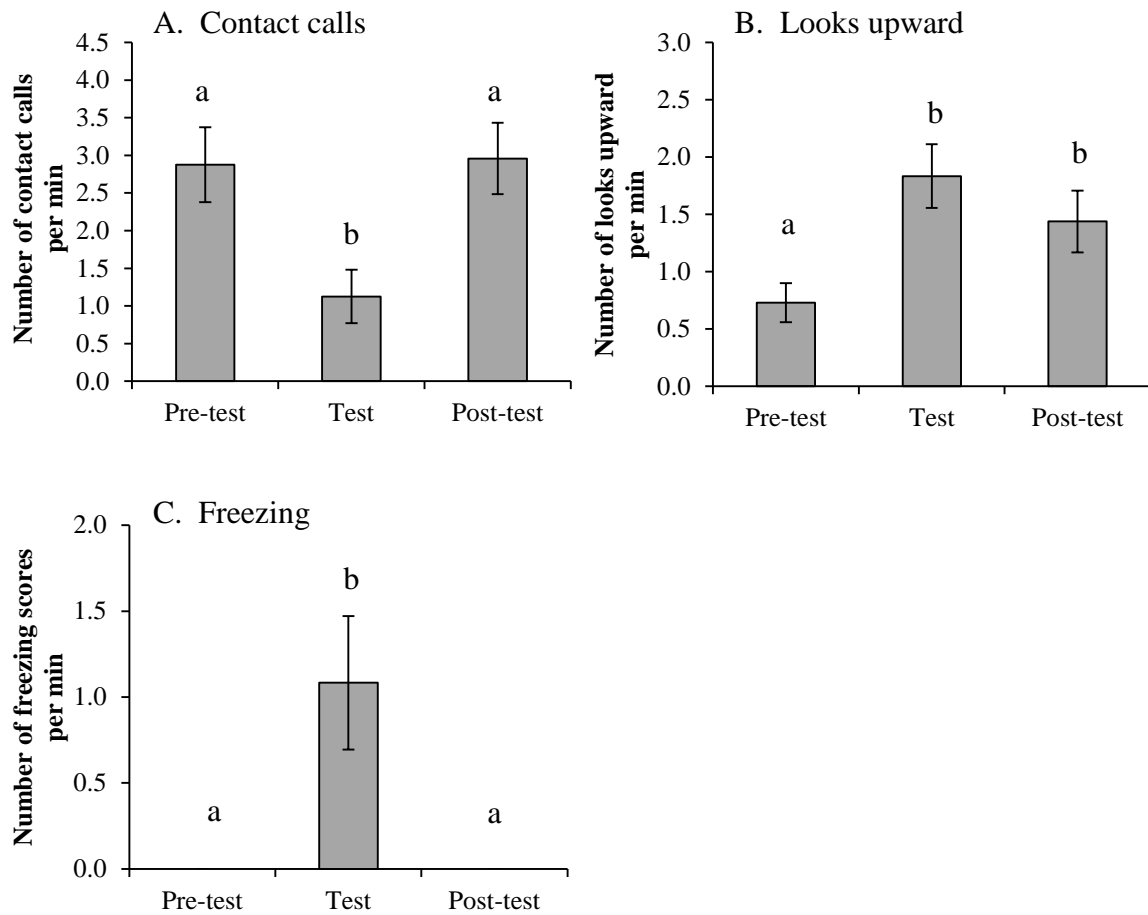 A. Contact calls
Number of contact calls
per min
4.5
4.0
3.5
3.0
2.5
2.0
1.5
1.0
0.5
0.0
a
b
a
Pre-test Test Post-test
B. Looks upward
Number of looks upward
per min
3.0
2.5
2.0
1.5
1.0
0.5
0.0
a
b
b
Pre-test Test Post-test
C. Freezing
Number of freezing scores
per min
2.0
1.5
1.0
0.5
0.0
a
b
a
Pre-test Test Post-test